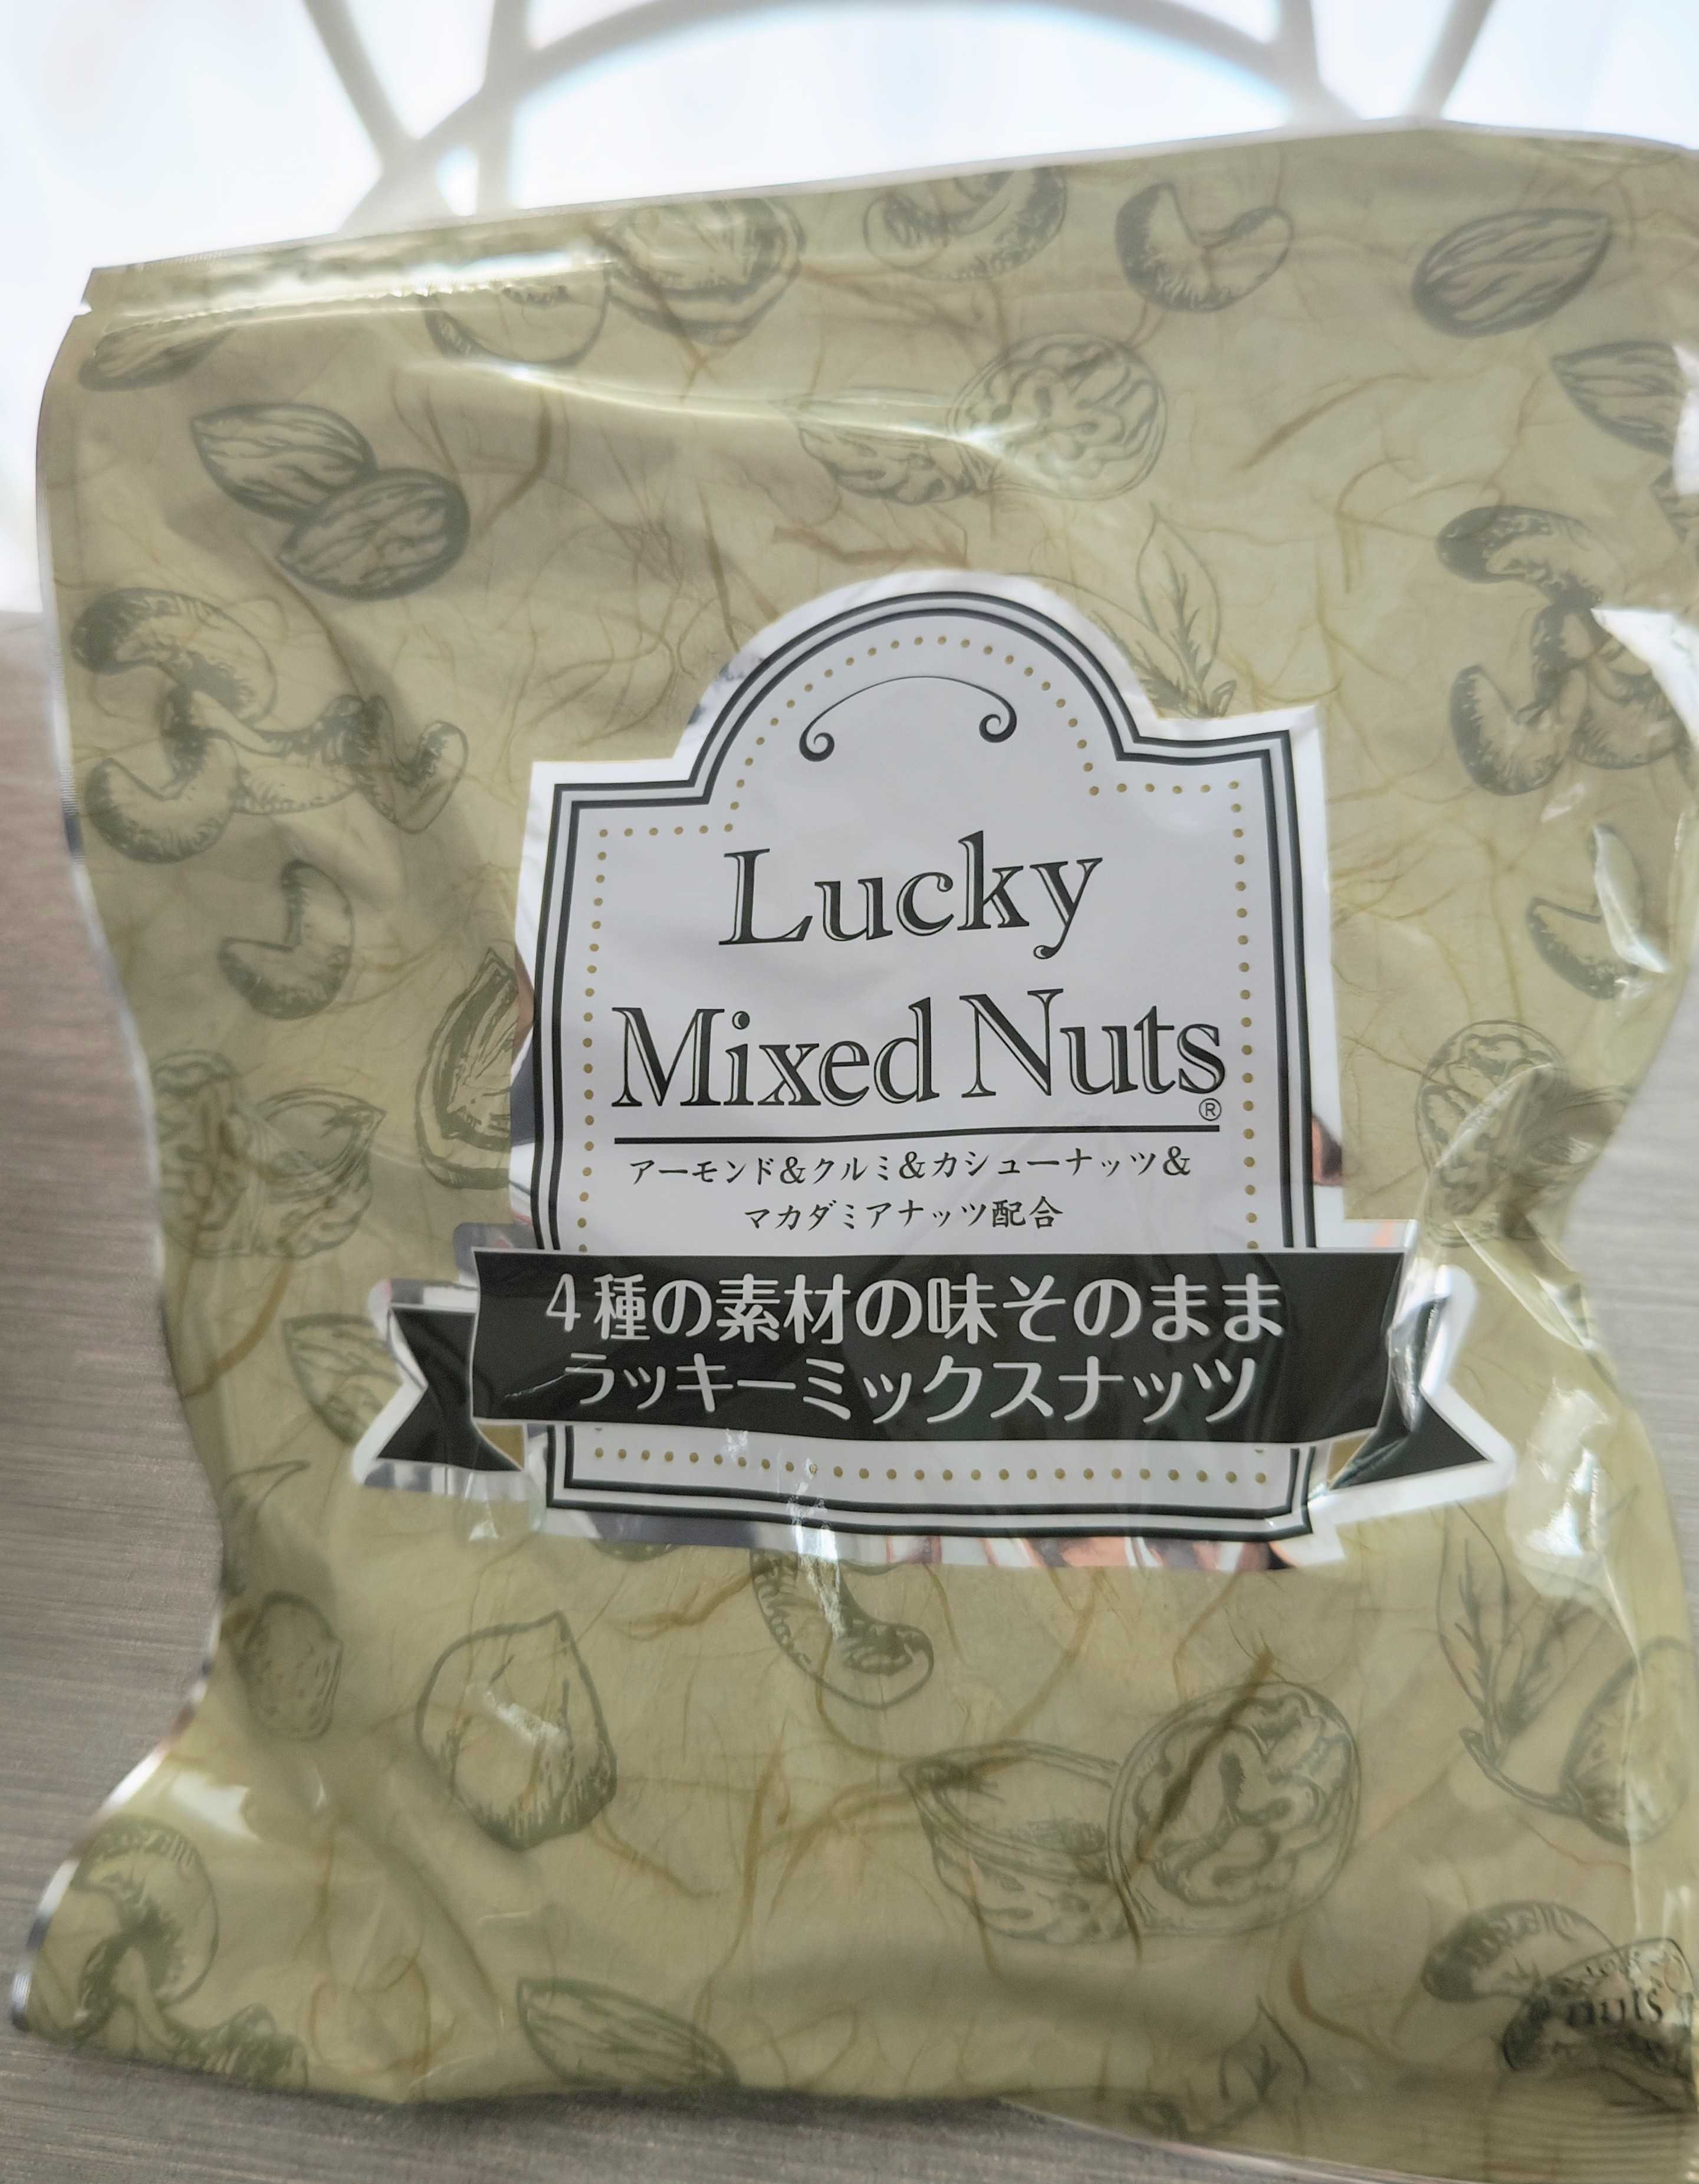 Lucky
Mixed Nuts®
アーモンド&クルミ&カシューナッツ&
マカダミアナッツ配合
4種の素材の味そのまま
ラッキーミックスナッツ
nuts